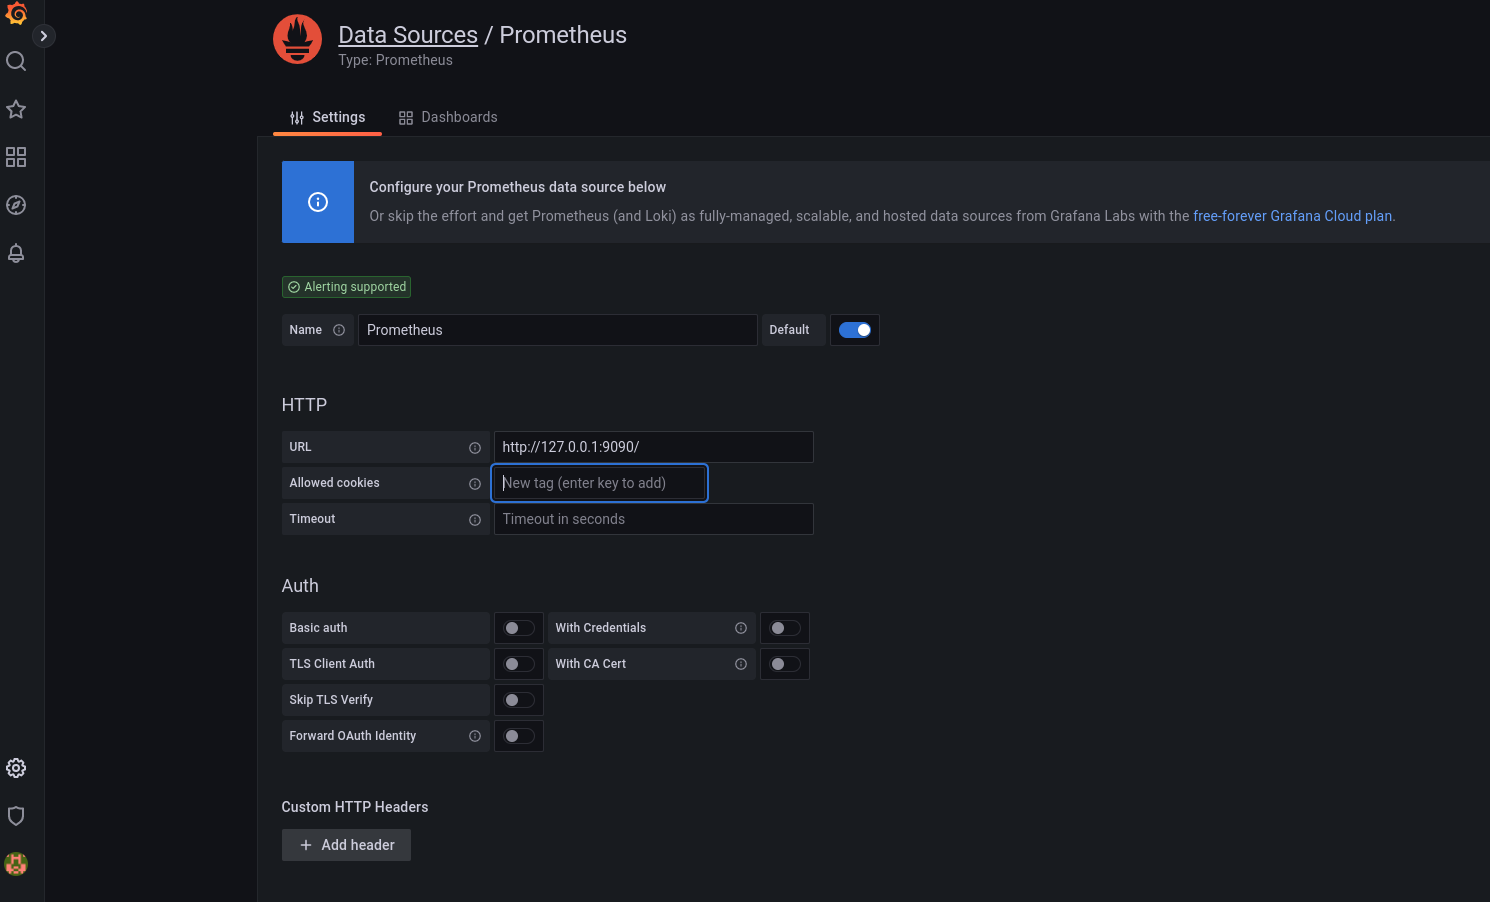 Data Sources / Prometheus
Type: Prometheus
Settings
Dashboards
Configure your Prometheus data source below
Or skip the effort and get Prometheus (and Loki) as fully-managed, scalable, and hosted data sources from Grafana Labs with the free-forever Grafana Cloud plan.
Alerting supported
Name
Prometheus
Default
HTTP
URL
http://127.0.0.1:9090/
Allowed cookies
New tag (enter key to add)
Timeout
Timeout in seconds
Auth
Basic auth
With Credentials
TLS Client Auth
With CA Cert
Skip TLS Verify
Forward OAuth Identity
Custom HTTP Headers
+ Add header